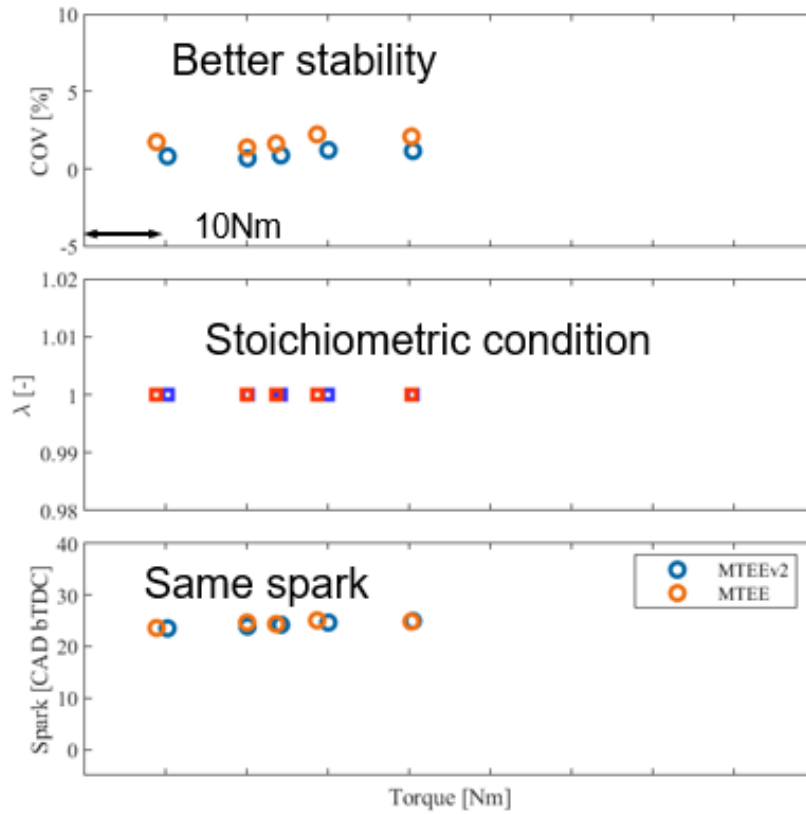 10
Better stability
5
COV [%]
0
10Nm
-5
1.02
1.01
Stoichiometric condition
λ [-]
1
0.99
0.98
40
MTEEv2
MTEE
Same spark
30
Spark [CAD bTDC]
20
10
0
Torque [Nm]